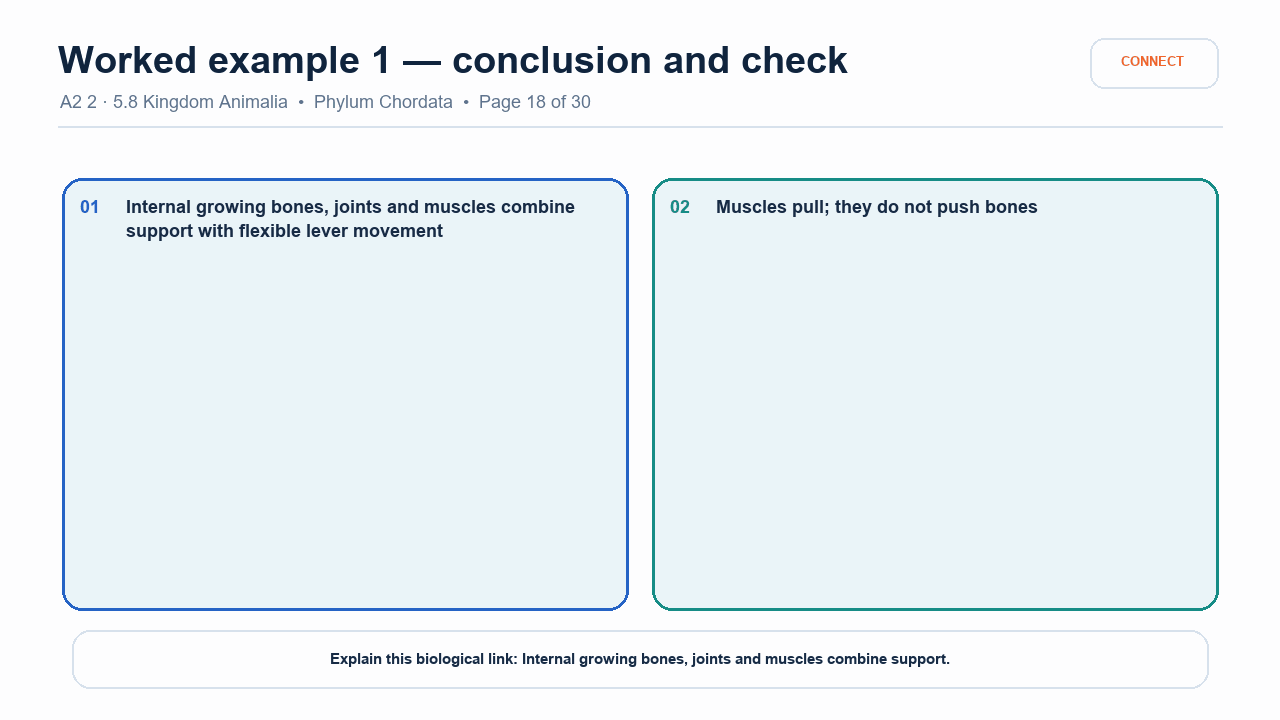 Worked example 1 — conclusion and check
CONNECT
A2 2 · 5.8 Kingdom Animalia • Phylum Chordata • Page 18 of 30
01 Internal growing bones, joints and muscles combine
support with flexible lever movement
02 Muscles pull; they do not push bones
Explain this biological link: Internal growing bones, joints and muscles combine support.